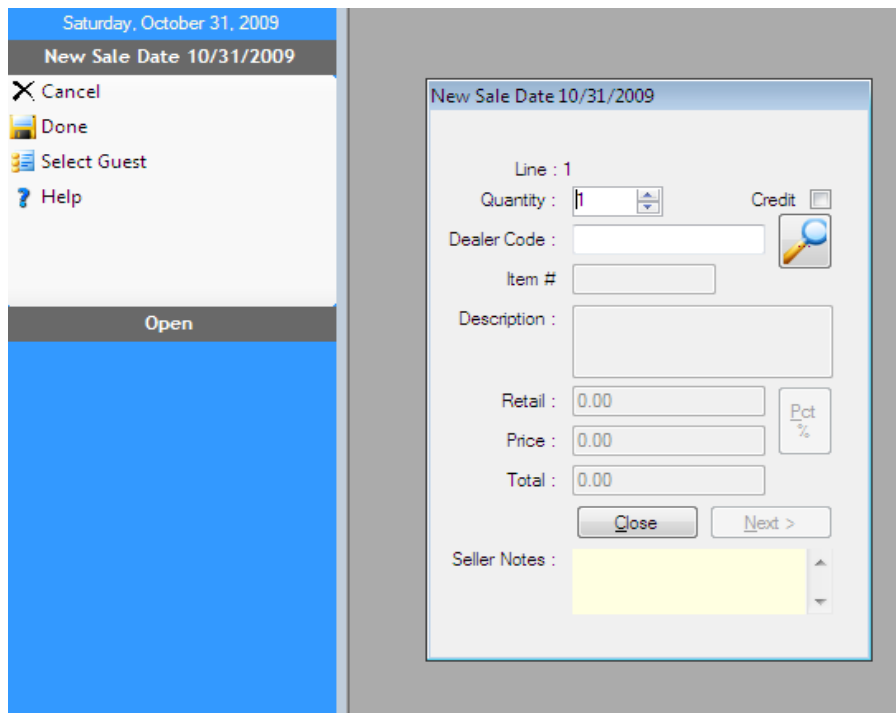 Saturday, October 31, 2009
New Sale Date 10/31/2009
Cancel
Done
Select Guest
Help
Open
New Sale Date 10/31/2009
Line : 1
Quantity : 1 Credit
Dealer Code :
Item #
Description :
Retail : 0.00 Pct
%
Price : 0.00
Total : 0.00
Close Next >
Seller Notes :